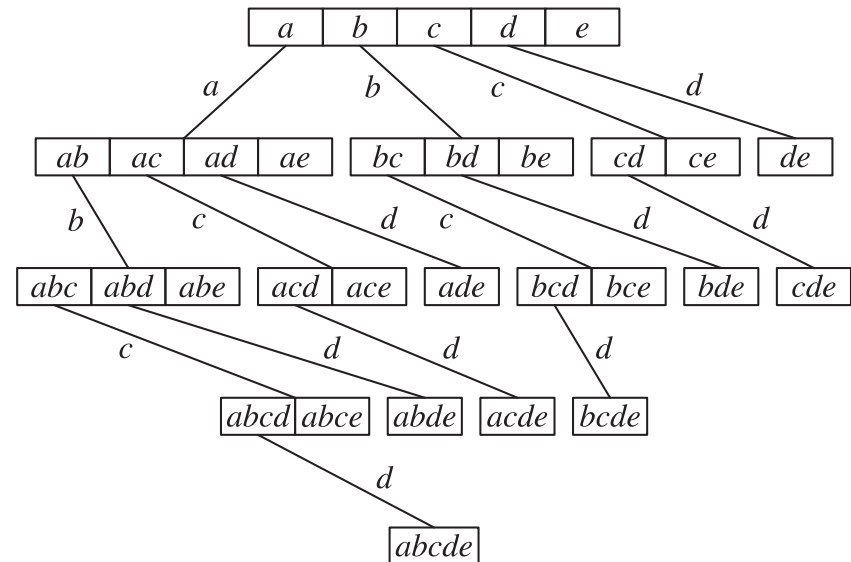 a b c d e
a b c d
ab ac ad ae bc bd be cd ce de
b c d c d d
abc abd abe acd ace ade bcd bce bde cde
c d d d
abcd abce abde acde bcde
d
abcde